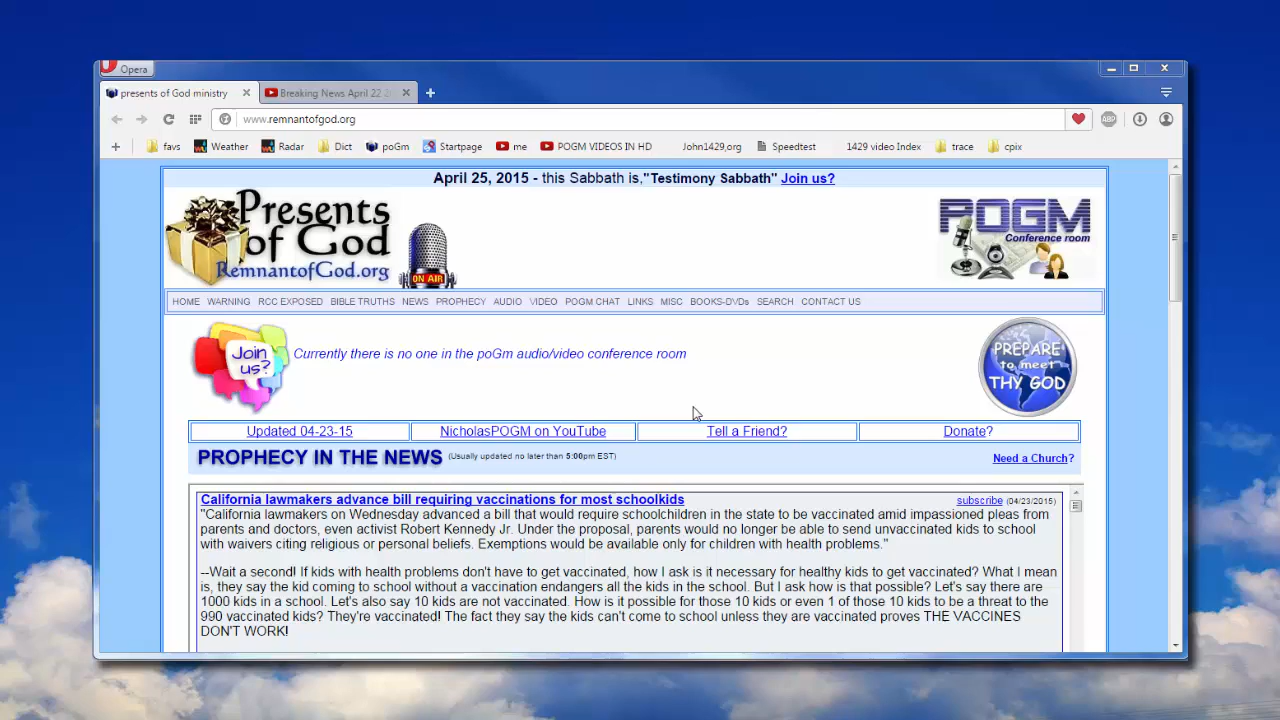 Opera
presents of God ministry
Breaking News April 22 2
www.remnantofgod.org
ABP
favs Weather Radar Dict poGm Startpage me POGM VIDEOS IN HD John1429,org Speedtest 1429 video Index trace cpix
April 25, 2015 - this Sabbath is,"Testimony Sabbath" Join us?
Presents
of God
RemnantofGod.org
ON AIR
POGM
Conference room
HOME WARNING RCC EXPOSED BIBLE TRUTHS NEWS PROPHECY AUDIO VIDEO POGM CHAT LINKS MISC BOOKS-DVDs SEARCH CONTACT US
Join
us?
Currently there is no one in the poGm audio/video conference room
PREPARE
to meet
THY GOD
Updated 04-23-15 NicholasPOGM on YouTube Tell a Friend? Donate?
PROPHECY IN THE NEWS (Usually updated no later than 5:00pm EST) Need a Church?
California lawmakers advance bill requiring vaccinations for most schoolkids subscribe (04/23/2015)
"California lawmakers on Wednesday advanced a bill that would require schoolchildren in the state to be vaccinated amid impassioned pleas from
parents and doctors, even activist Robert Kennedy Jr. Under the proposal, parents would no longer be able to send unvaccinated kids to school
with waivers citing religious or personal beliefs. Exemptions would be available only for children with health problems."
--Wait a second! If kids with health problems don't have to get vaccinated, how I ask is it necessary for healthy kids to get vaccinated? What I mean
is, they say the kid coming to school without a vaccination endangers all the kids in the school. But I ask how is that possible? Let's say there are
1000 kids in a school. Let's also say 10 kids are not vaccinated. How is it possible for those 10 kids or even 1 of those 10 kids to be a threat to the
990 vaccinated kids? They're vaccinated! The fact they say the kids can't come to school unless they are vaccinated proves THE VACCINES
DON'T WORK!